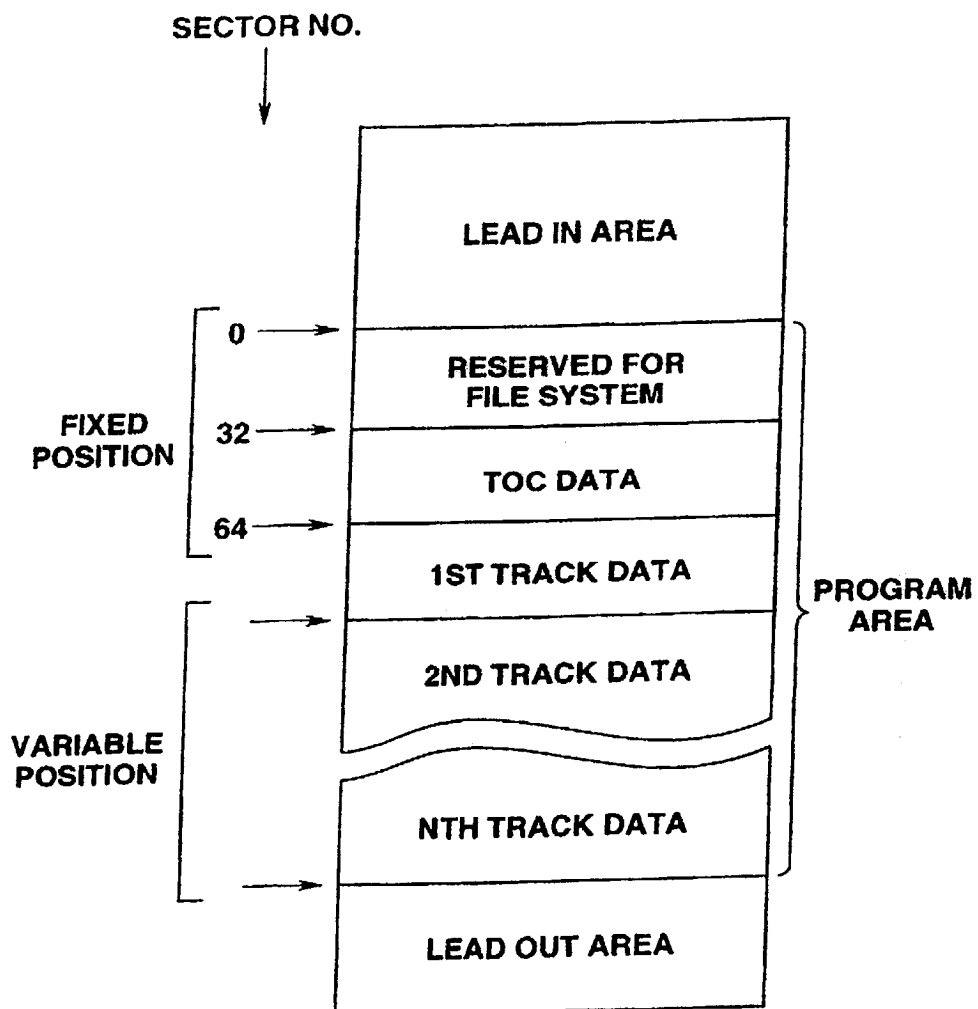 SECTOR NO.
LEAD IN AREA
0
RESERVED FOR
FILE SYSTEM
FIXED
POSITION
32
TOC DATA
64
1ST TRACK DATA
PROGRAM
AREA
2ND TRACK DATA
VARIABLE
POSITION
NTH TRACK DATA
LEAD OUT AREA